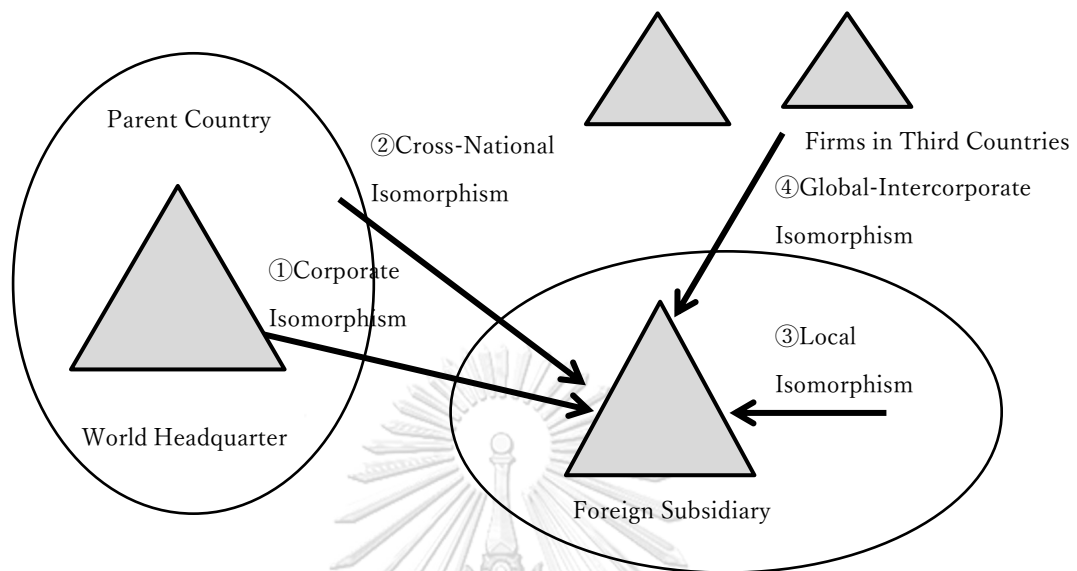 Parent Country
②Cross-National
Isomorphism
Firms in Third Countries
④Global-Intercorporate
Isomorphism
①Corporate
Isomorphism
③Local
Isomorphism
World Headquarter
Foreign Subsidiary